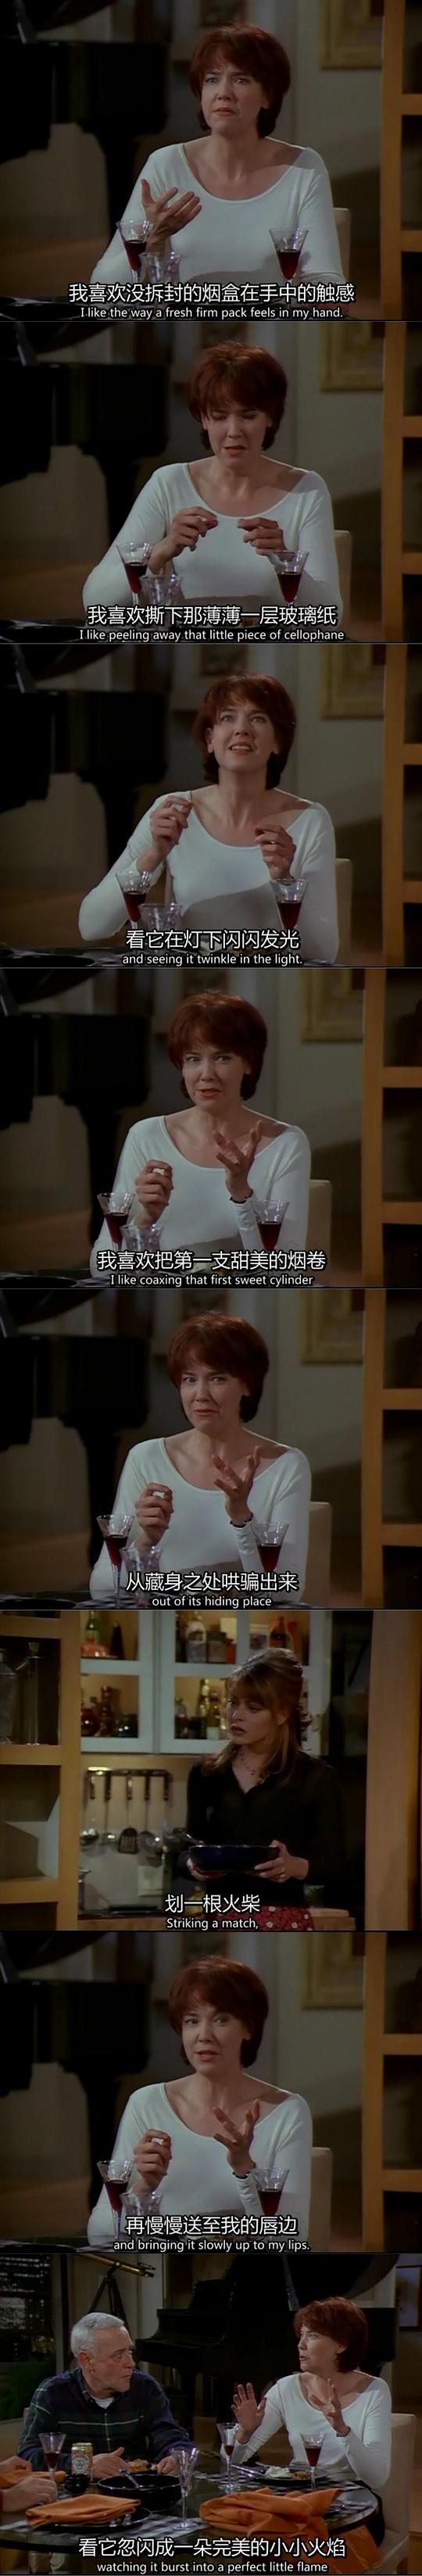 我喜欢没拆封的烟盒在手中的触感
I like the way a fresh firm pack feels in my hand.
我喜欢撕下那薄薄一层玻璃纸
I like peeling away that little piece of cellophane
看它在灯下闪闪发光
and seeing it twinkle in the light.
我喜欢把第一支甜美的烟卷
I like coaxing that first sweet cylinder
从藏身之处哄骗出来
out of its hiding place
划一根火柴
Striking a match,
再慢慢送至我的唇边
and bringing it slowly up to my lips.
看它忽闪成一朵完美的小小火焰
watching it burst into a perfect little flame